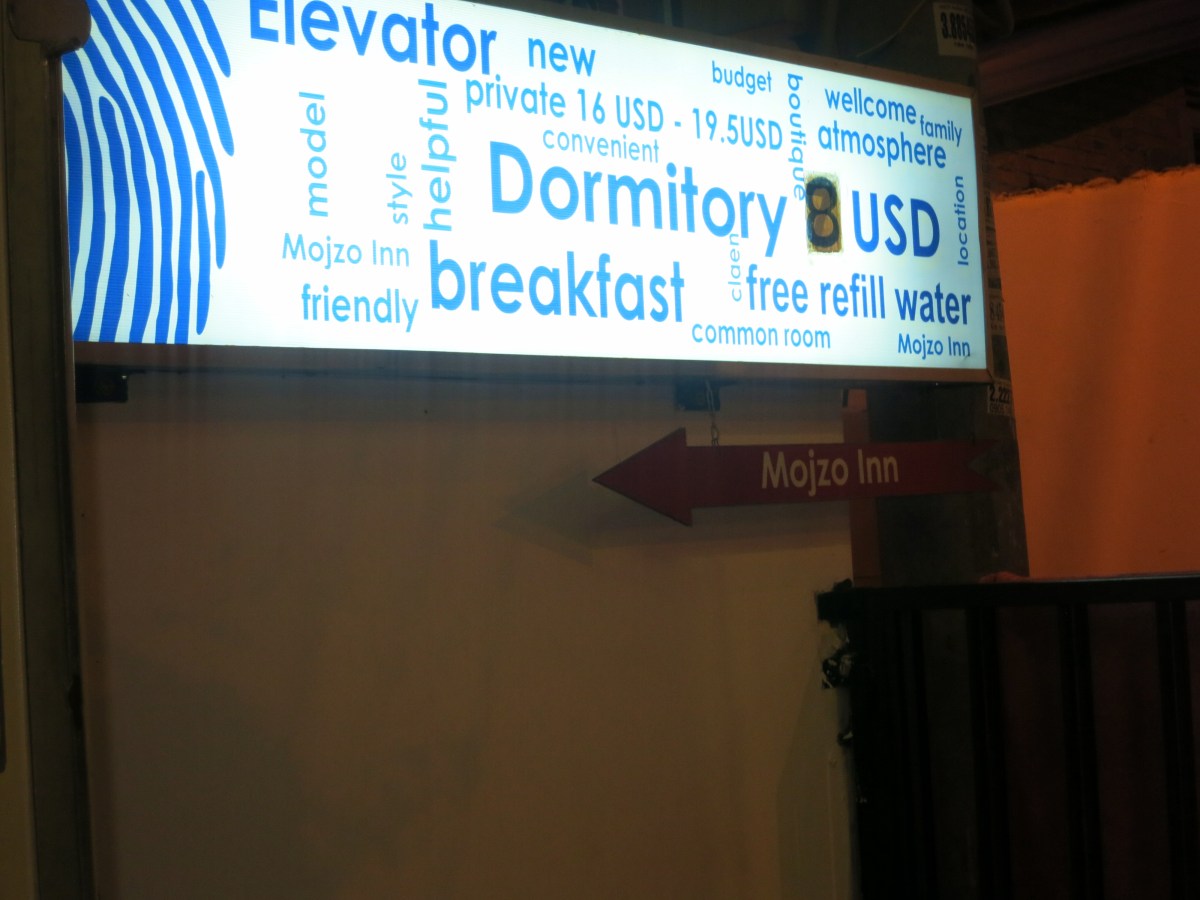 Elevator
new
budget
boutique
wellcome
family
atmosphere
model
style
helpful
private 16 USD - 19.5USD
convenient
Dormitory 8 USD
location
Mojzo Inn
friendly
breakfast
claen
free refill water
common room
Mojzo Inn
Mojzo Inn